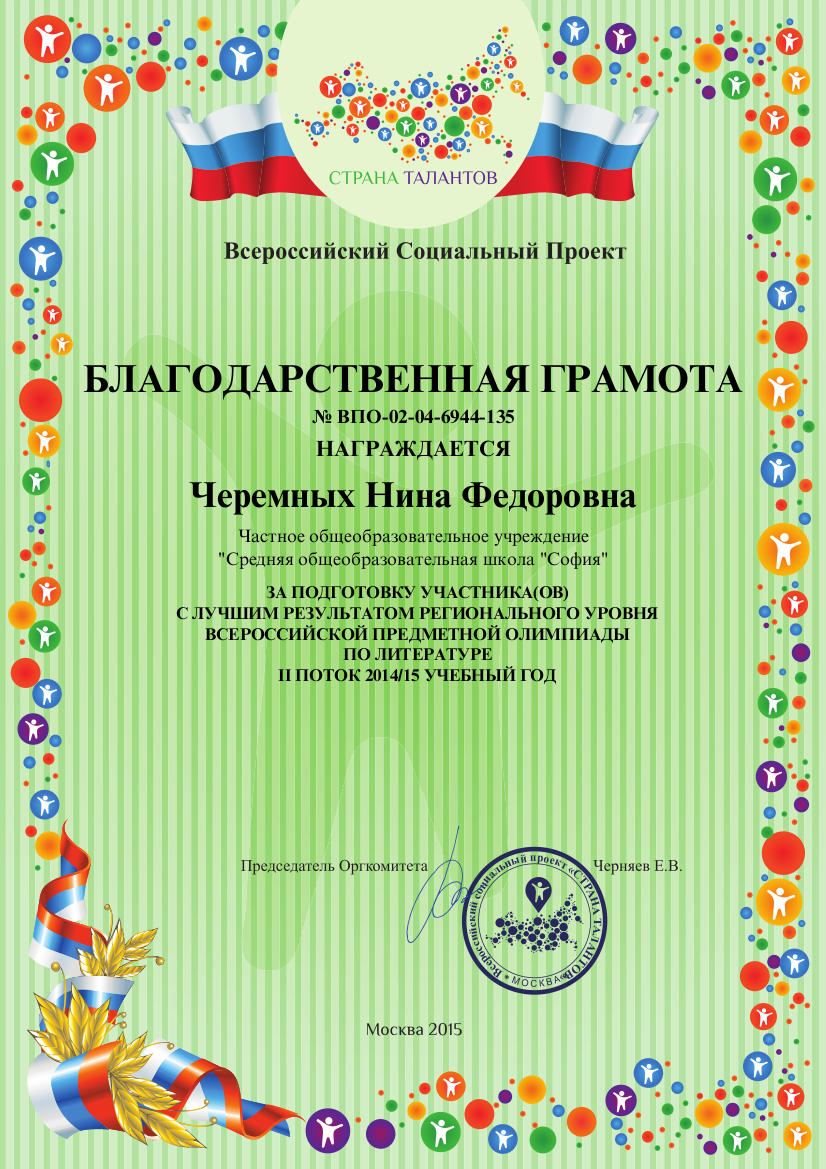 СТРАНА ТАЛАНТОВ
Всероссийский Социальный Проект
БЛАГОДАРСТВЕННАЯ ГРАМОТА
№ ВПО-02-04-6944-135
НАГРАЖДАЕТСЯ
Черемных Нина Федоровна
Частное общеобразовательное учреждение
"Средняя общеобразовательная школа "София"
ЗА ПОДГОТОВКУ УЧАСТНИКА(ОВ)
С ЛУЧШИМ РЕЗУЛЬТАТОМ РЕГИОНАЛЬНОГО УРОВНЯ
ВСЕРОССИЙСКОЙ ПРЕДМЕТНОЙ ОЛИМПИАДЫ
ПО ЛИТЕРАТУРЕ
II ПОТОК 2014/15 УЧЕБНЫЙ ГОД
Председатель Оргкомитета Черняев Е.В.
Всероссийский социальный проект «СТРАНА ТАЛАНТОВ»
* МОСКВА *
Москва 2015